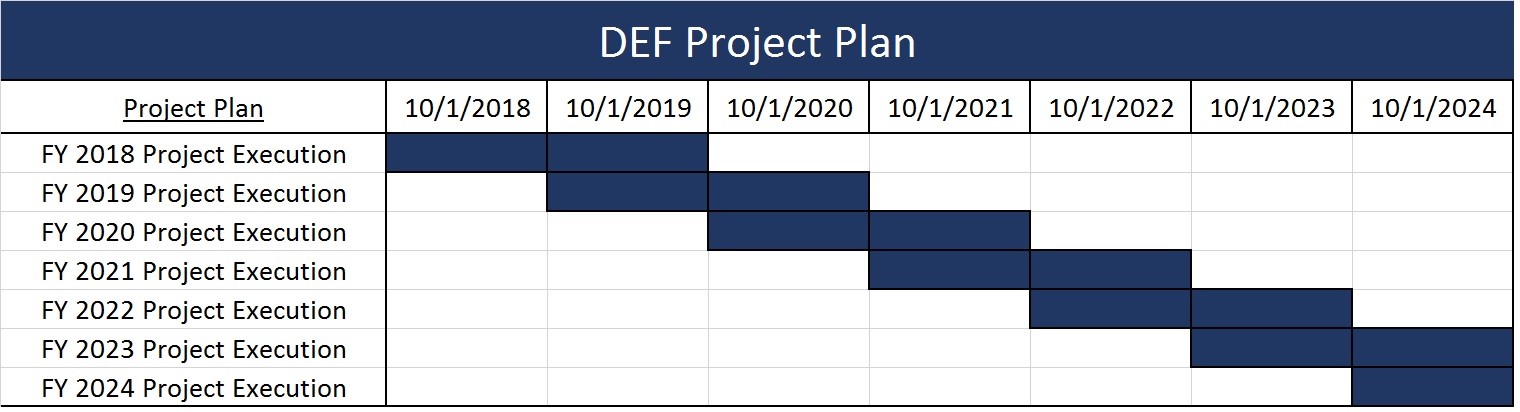 DEF Project Plan
Project Plan 10/1/2018 10/1/2019 10/1/2020 10/1/2021 10/1/2022 10/1/2023 10/1/2024
FY 2018 Project Execution
FY 2019 Project Execution
FY 2020 Project Execution
FY 2021 Project Execution
FY 2022 Project Execution
FY 2023 Project Execution
FY 2024 Project Execution